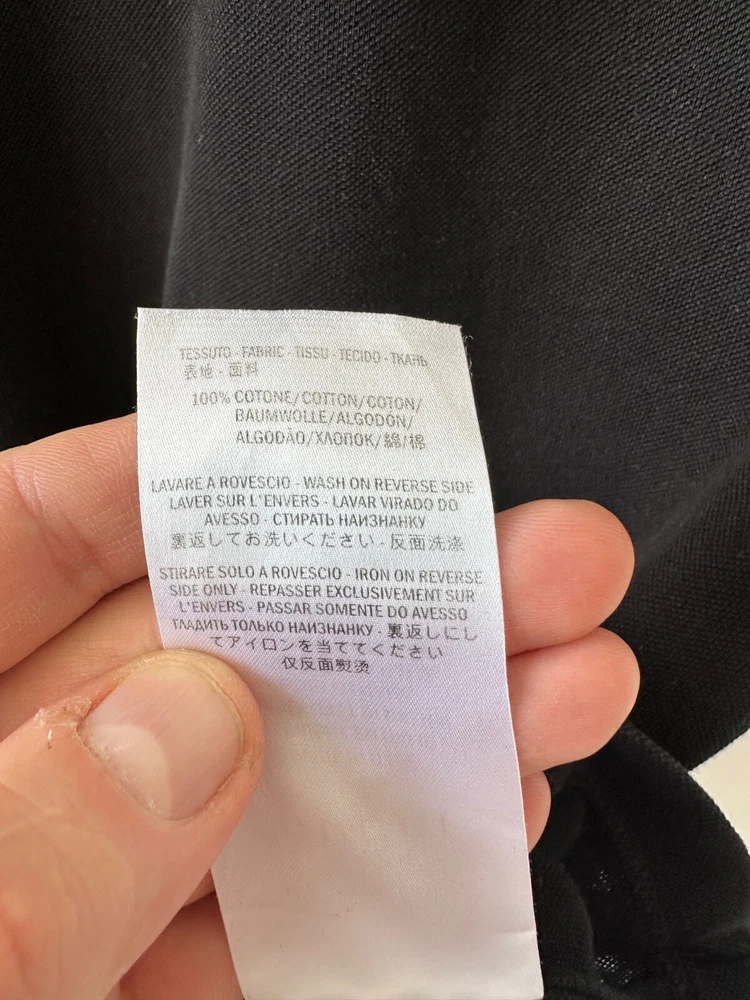 TESSUTO - FABRIC - TISSU - TECIDO - ТКАНЬ
表地 - 面料
100% COTONE/COTTON/COTON/
BAUMWOLLE/ALGODÓN/
ALGODÃO/ХЛОПОК/綿/棉
LAVARE A ROVESCIO - WASH ON REVERSE SIDE
LAVER SUR L'ENVERS - LAVAR VIRADO DO
AVESSO - СТИРАТЬ НАИЗНАНКУ
裏返してお洗いください - 反面洗涤
STIRARE SOLO A ROVESCIO - IRON ON REVERSE
SIDE ONLY - REPASSER EXCLUSIVEMENT SUR
L'ENVERS - PASSAR SOMENTE DO AVESSO
ГЛАДИТЬ ТОЛЬКО НАИЗНАНКУ - 裏返しにし
てアイロンを当ててください
仅反面熨烫